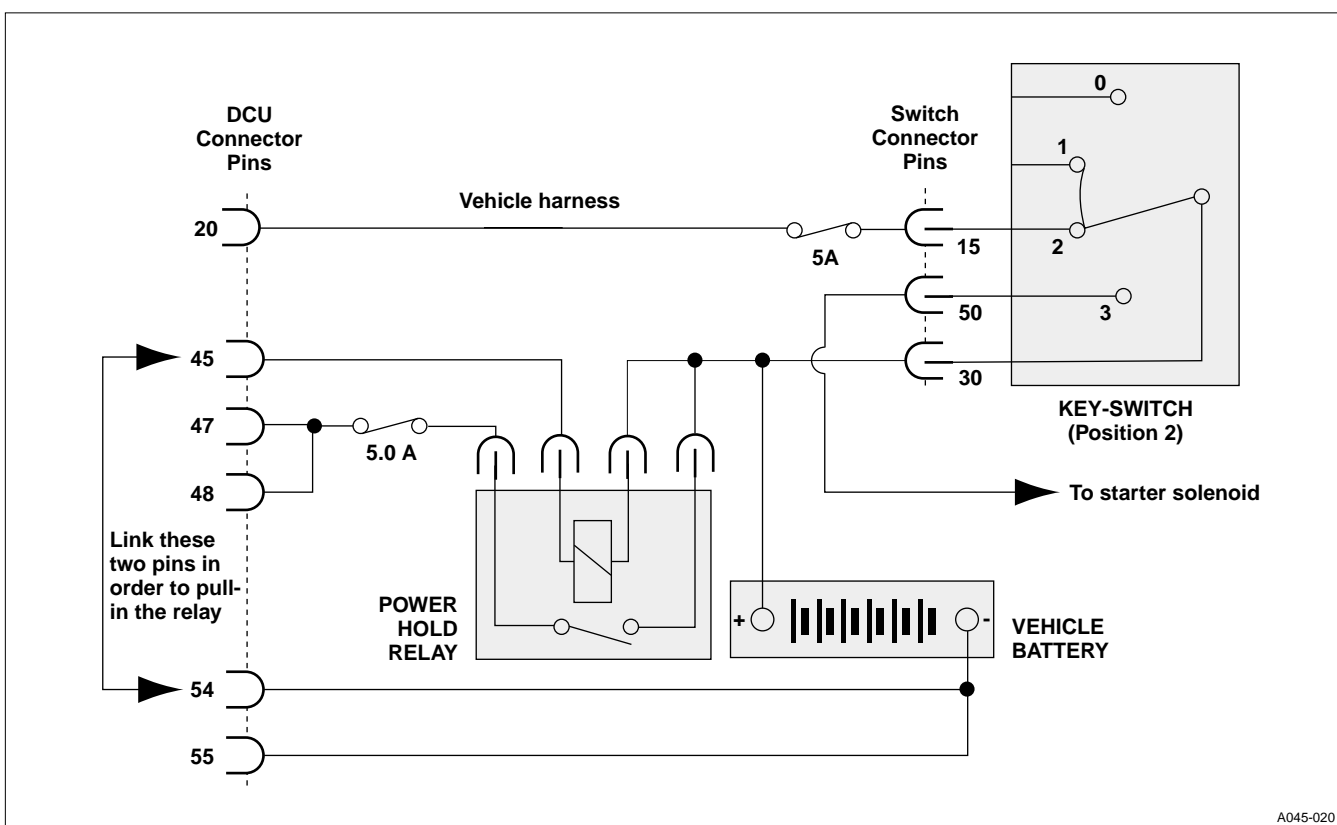 DCU
Connector
Pins
Switch
Connector
Pins
0
1
2
3
20
Vehicle harness
5A
15
50
30
KEY-SWITCH
(Position 2)
45
47
48
5.0 A
To starter solenoid
Link these
two pins in
order to pull-
in the relay
POWER
HOLD
RELAY
+
-
VEHICLE
BATTERY
54
55
A045-020